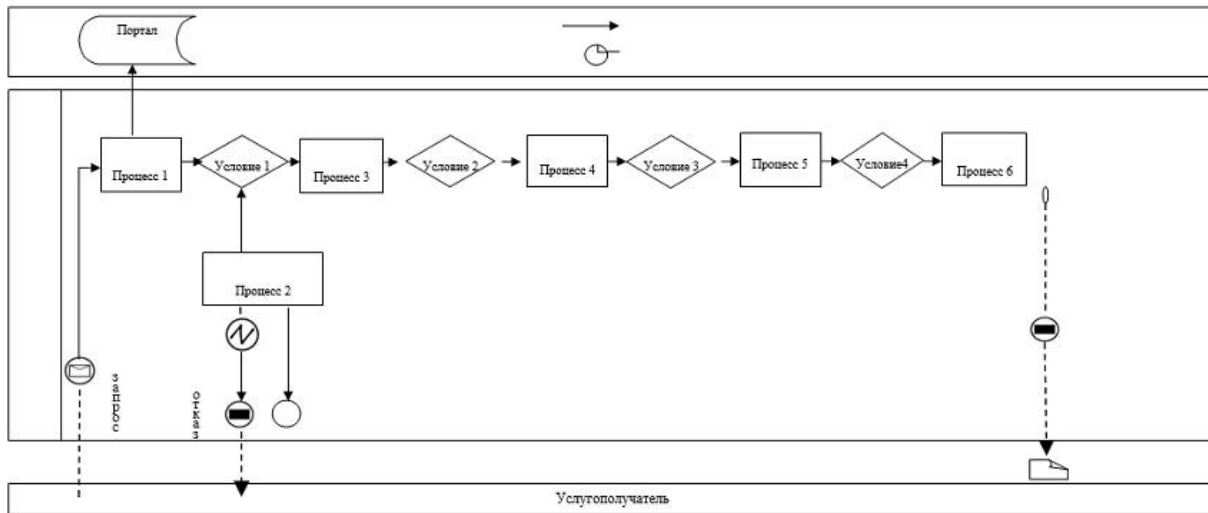 Портал
Процесс 1
Условие 1
Процесс 3
Условие 2
Процесс 4
Условие 3
Процесс 5
Условие4
Процесс 6
Процесс 2
запрос
отказ
Услугополучатель